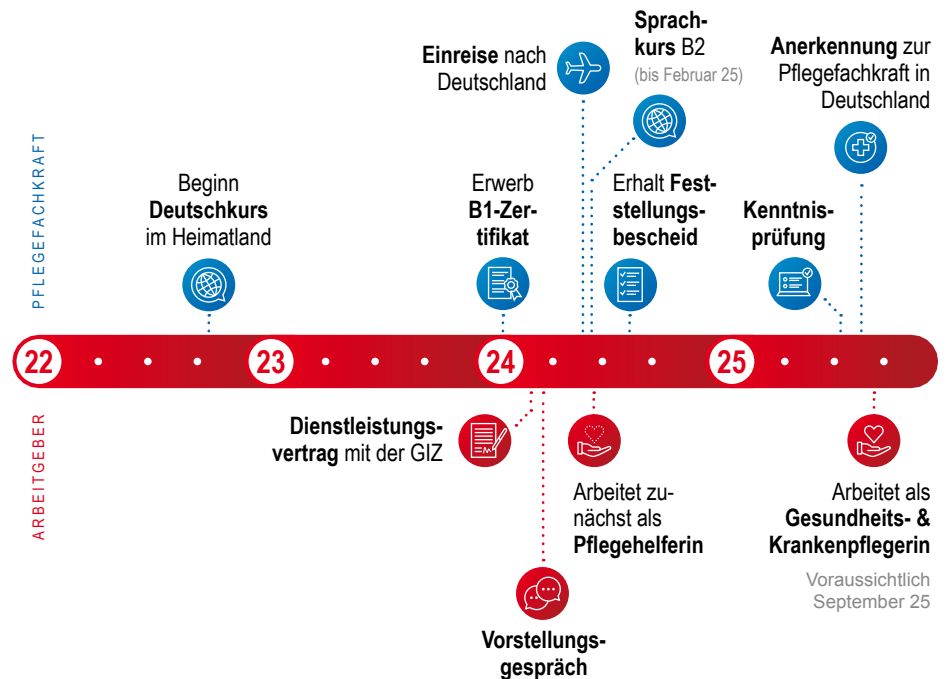 Einreise nach
Deutschland
Sprach-
kurs B2
(bis Februar 25)
Anerkennung zur
Pflegefachkraft in
Deutschland
PFLEGEFACHKRAFT
Beginn
Deutschkurs
im Heimatland
Erwerb
B1-Zer-
tifikat
Erhalt Fest-
stellungs-
bescheid
Kenntnis-
prüfung
22
23
24
25
ARBEITGEBER
Dienstleistungs-
vertrag mit der GIZ
Vorstellungs-
gespräch
Arbeitet zu-
nächst als
Pflegehelferin
Arbeitet als
Gesundheits- &
Krankenpflegerin
Voraussichtlich
September 25